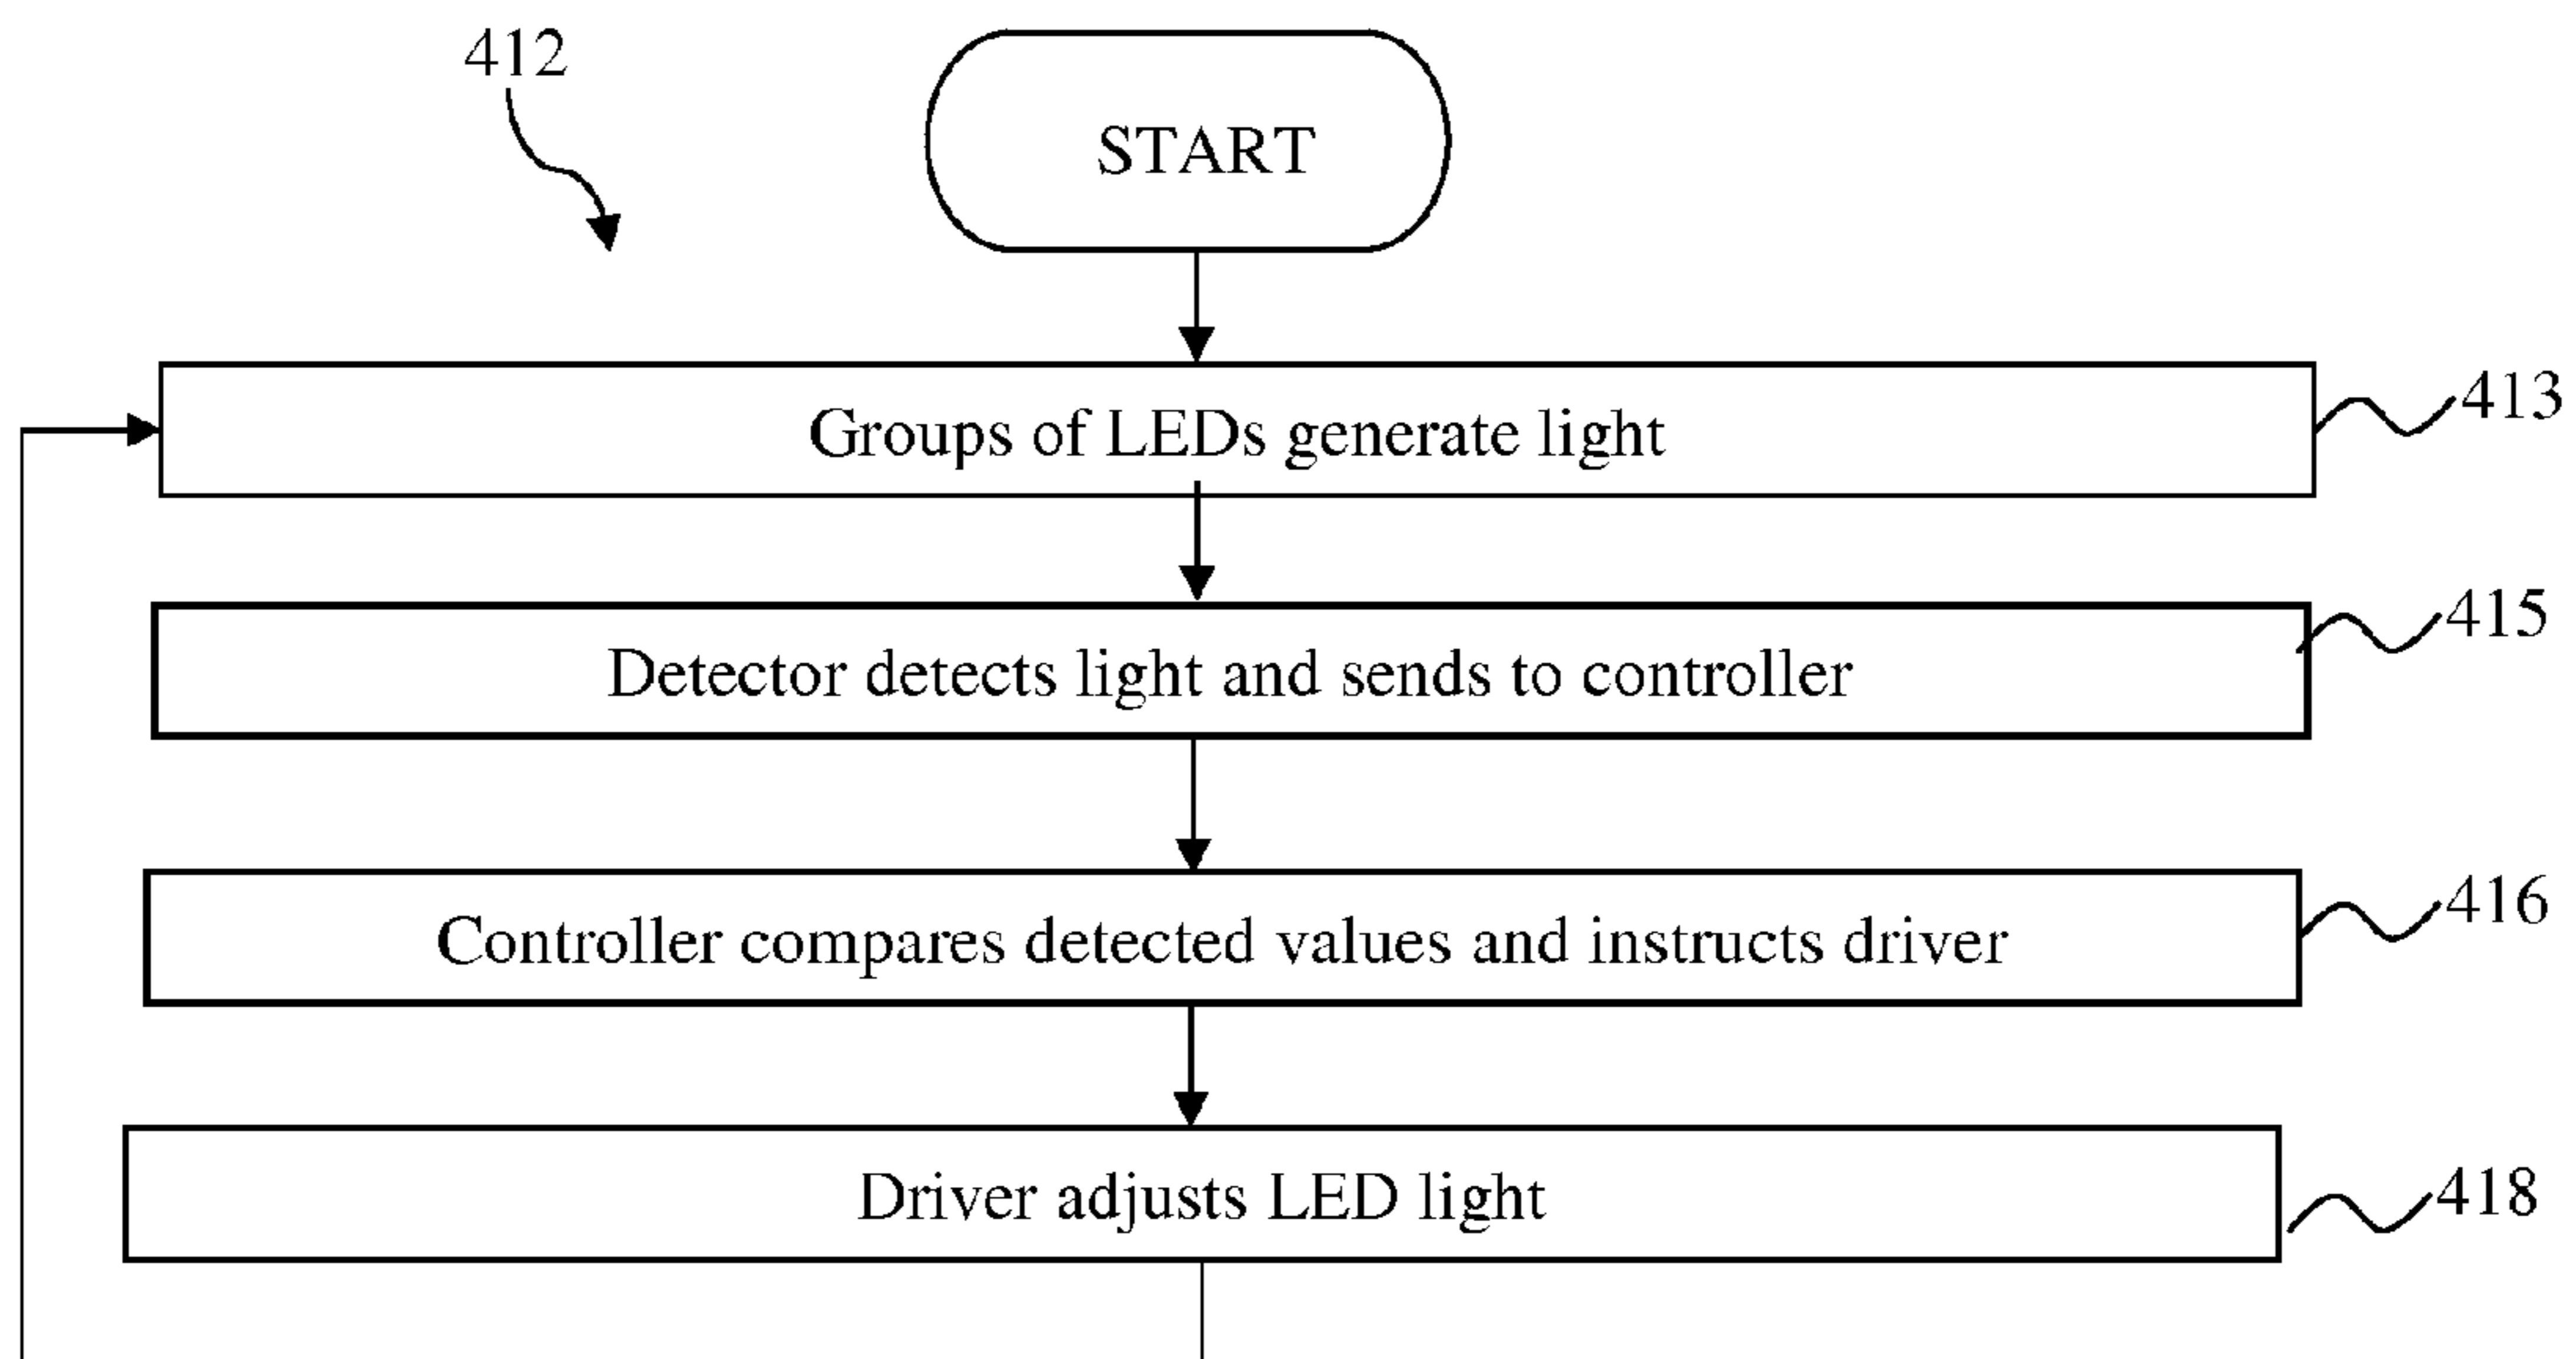 412
START
Groups of LEDs generate light
413
Detector detects light and sends to controller
415
Controller compares detected values and instructs driver
416
Driver adjusts LED light
418